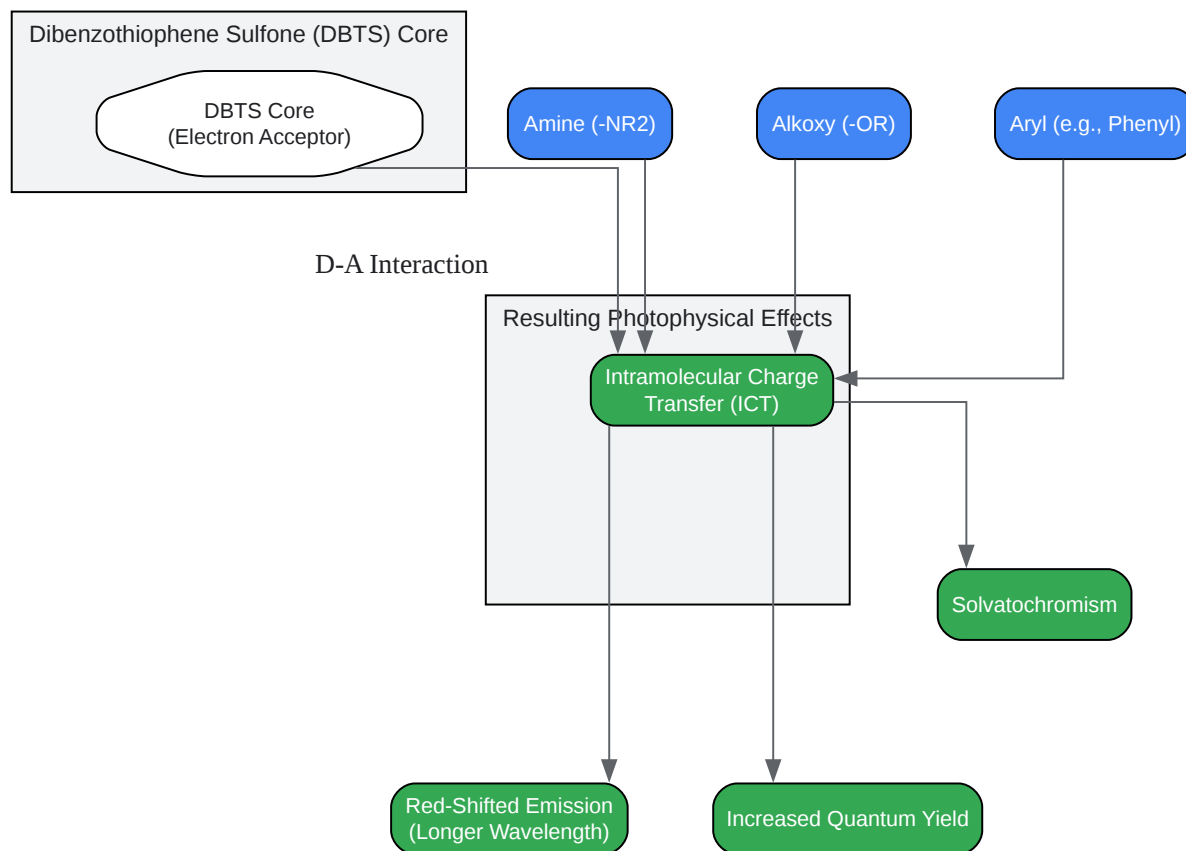 Dibenzothiophene Sulfone (DBTS) Core
DBTS Core
(Electron Acceptor)
Amine (-NR2)
Alkoxy (-OR)
Aryl (e.g., Phenyl)
D-A Interaction
Resulting Photophysical Effects
Intramolecular Charge
Transfer (ICT)
Solvatochromism
Red-Shifted Emission
(Longer Wavelength)
Increased Quantum Yield